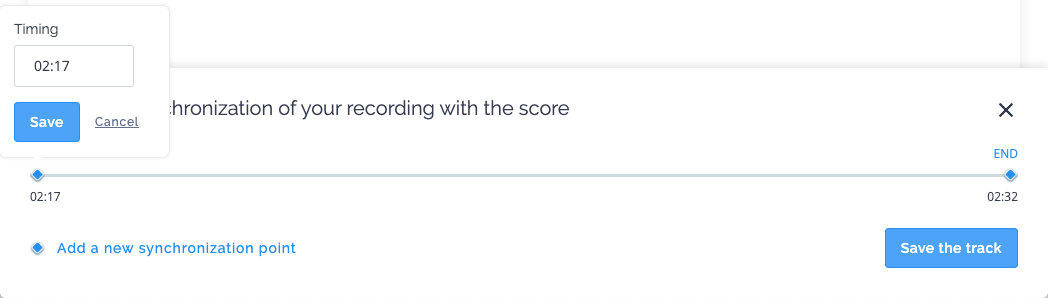 Timing
02:17
Save Cancel
chronization of your recording with the score
END
02:17 02:32
Add a new synchronization point Save the track